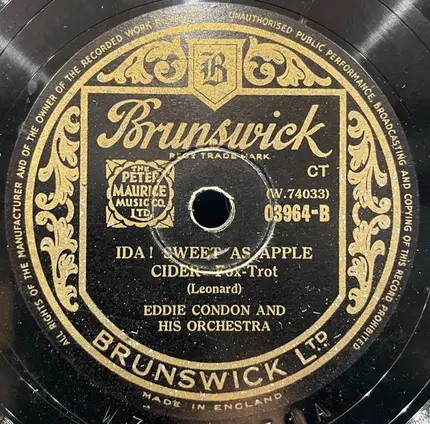 ALL RIGHTS OF THE MANUFACTURER AND OF THE OWNER OF THE RECORDED WORK
UNAUTHORISED PUBLIC PERFORMANCE, BROADCASTING AND COPYING OF THIS RECORD PROHIBITED
B
Brunswick
REGD TRADE MARK
CT
THE
PETER
MAURICE
MUSIC CO.
LTD.
(W.74033)
03964-B
IDA! SWEET AS APPLE
CIDER Fox-Trot
(Leonard)
EDDIE CONDON AND
HIS ORCHESTRA
BRUNSWICK LTD
MADE IN ENGLAND